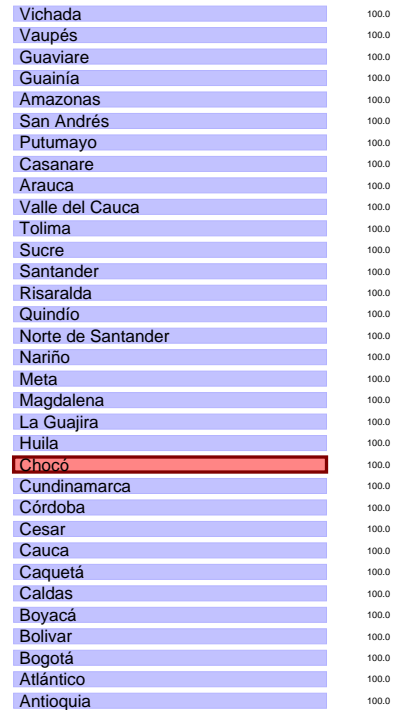 Vichada 100.0
Vaupés 100.0
Guaviare 100.0
Guainía 100.0
Amazonas 100.0
San Andrés 100.0
Putumayo 100.0
Casanare 100.0
Arauca 100.0
Valle del Cauca 100.0
Tolima 100.0
Sucre 100.0
Santander 100.0
Risaralda 100.0
Quindío 100.0
Norte de Santander 100.0
Nariño 100.0
Meta 100.0
Magdalena 100.0
La Guajira 100.0
Huila 100.0
Chocó 100.0
Cundinamarca 100.0
Córdoba 100.0
Cesar 100.0
Cauca 100.0
Caquetá 100.0
Caldas 100.0
Boyacá 100.0
Bolivar 100.0
Bogotá 100.0
Atlántico 100.0
Antioquia 100.0